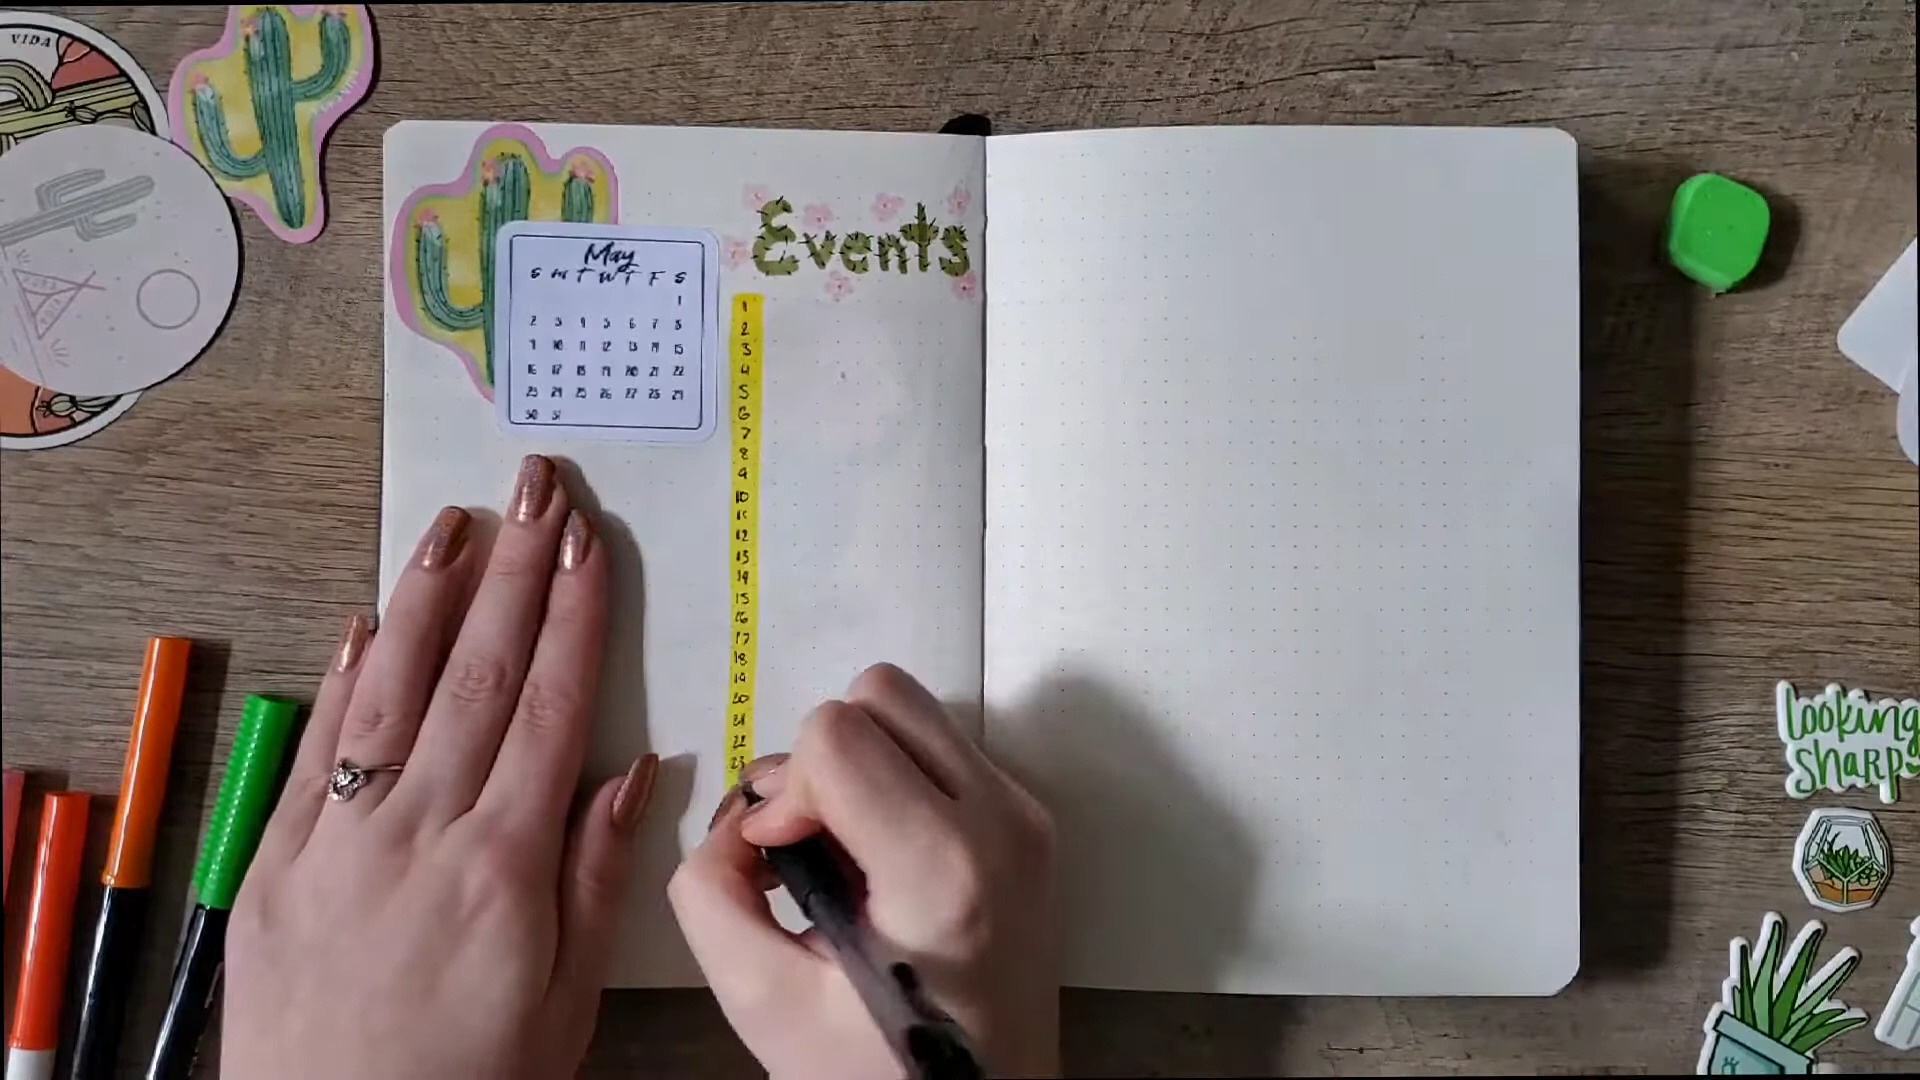 VIDA
Events
May
S M T W T F S
1
2 3 4 5 6 7 8
9 10 11 12 13 14 15
16 17 18 19 20 21 22
23 24 25 26 27 28 29
30 31
1
2
3
4
5
6
7
8
9
10
11
12
13
14
15
16
17
18
19
20
21
22
23
looking
sharp